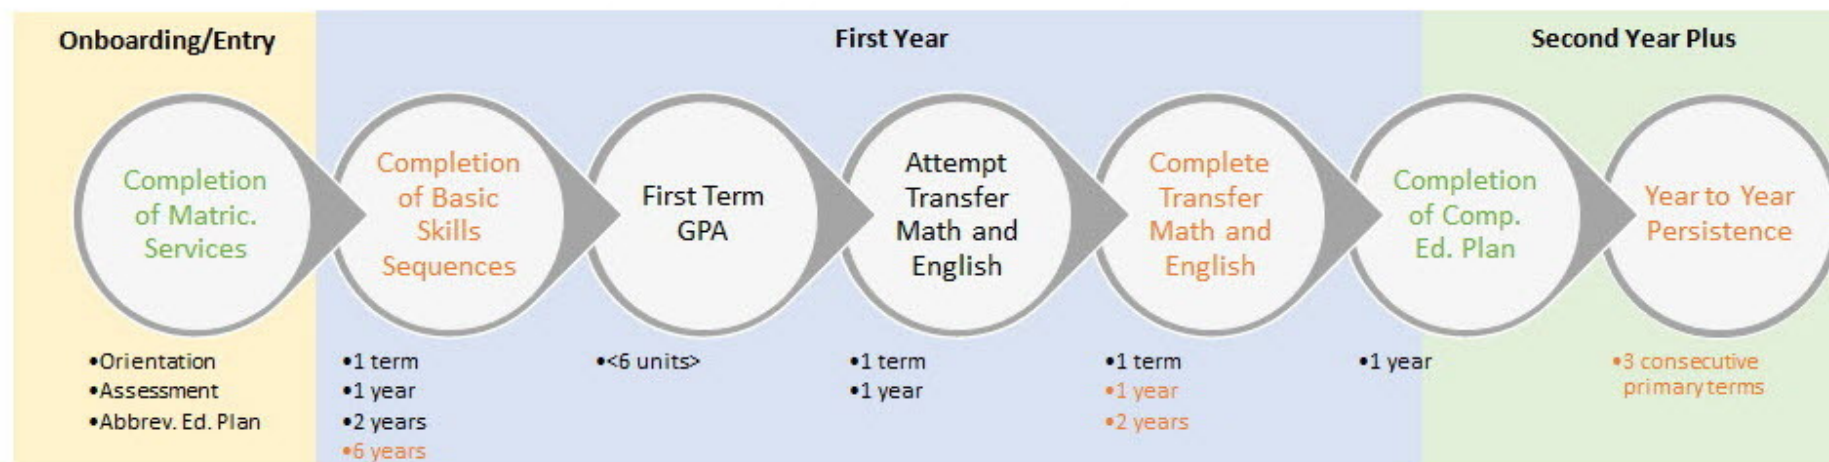 Onboarding/Entry
First Year
Second Year Plus
Completion
of Matric.
Services
Completion
of Basic
Skills
Sequences
First Term
GPA
Attempt
Transfer
Math and
English
Complete
Transfer
Math and
English
Completion
of Comp.
Ed. Plan
Year to Year
Persistence
•Orientation
•Assessment
•Abbrev. Ed. Plan
•1 term
•1 year
•2 years
•6 years
•<6 units>
•1 term
•1 year
•1 term
•1 year
•2 years
•1 year
•3 consecutive
primary terms